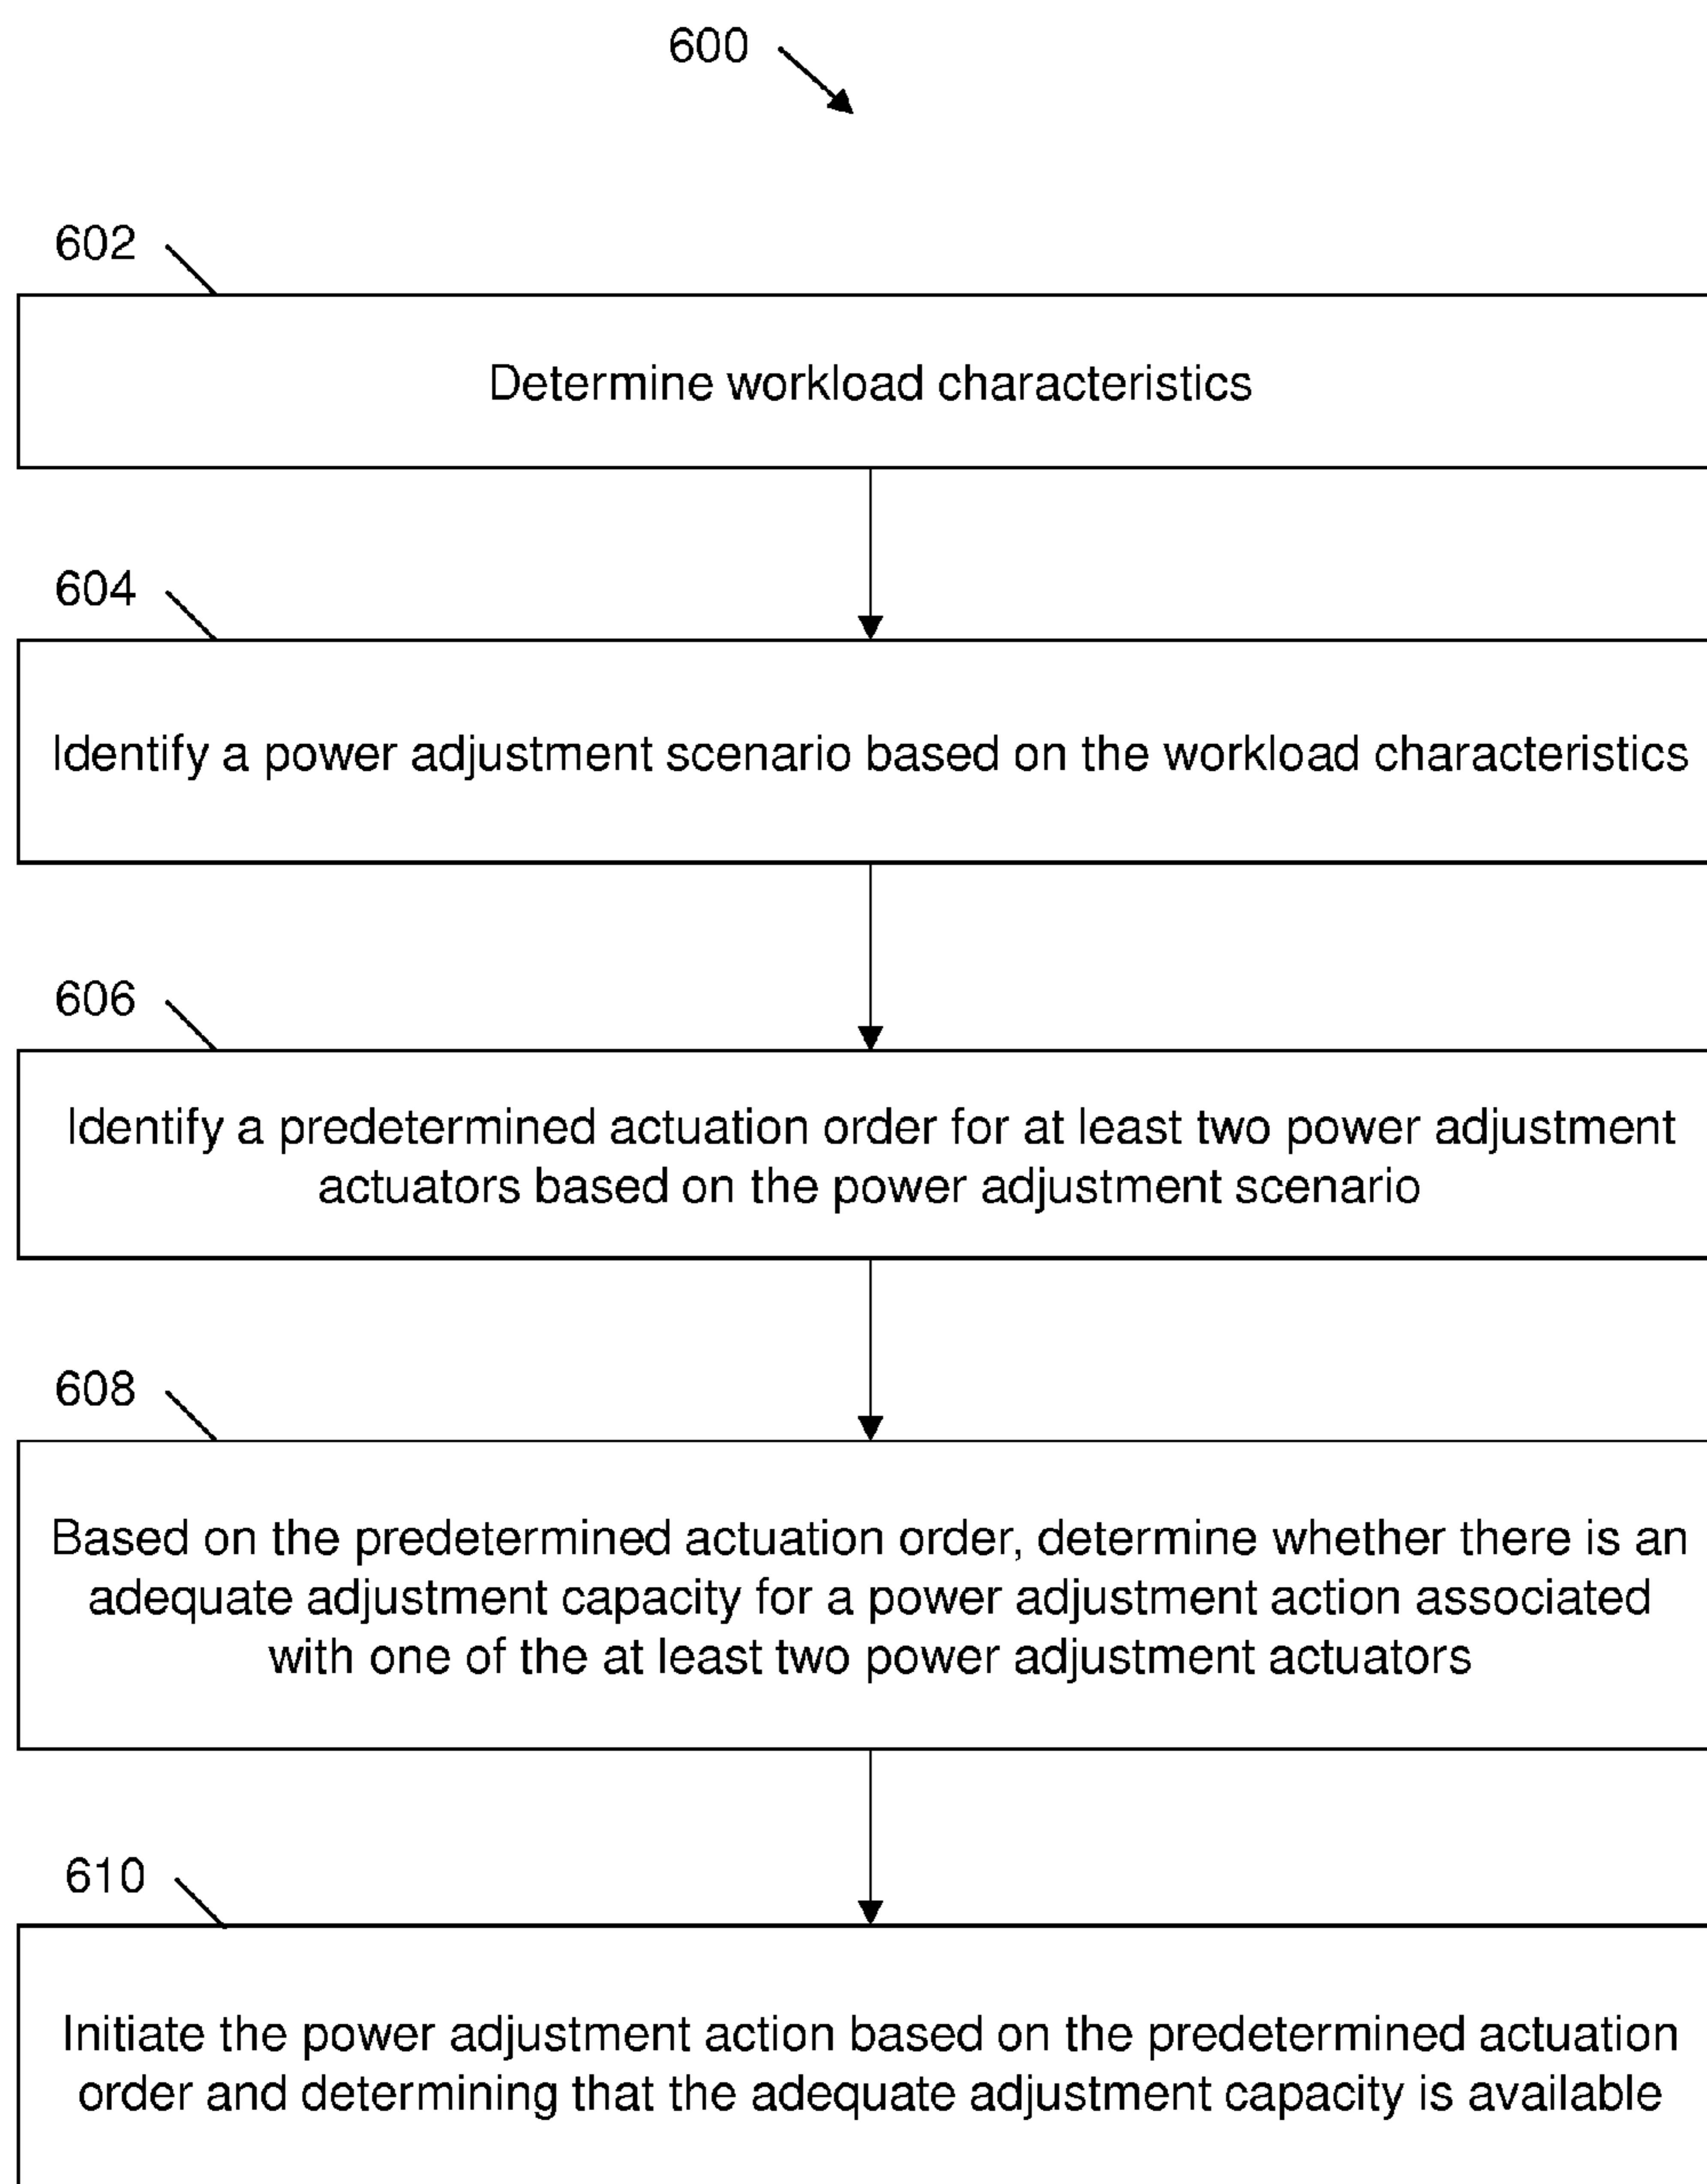 600
602
Determine workload characteristics
604
Identify a power adjustment scenario based on the workload characteristics
606
Identify a predetermined actuation order for at least two power adjustment
actuators based on the power adjustment scenario
608
Based on the predetermined actuation order, determine whether there is an
adequate adjustment capacity for a power adjustment action associated
with one of the at least two power adjustment actuators
610
Initiate the power adjustment action based on the predetermined actuation
order and determining that the adequate adjustment capacity is available